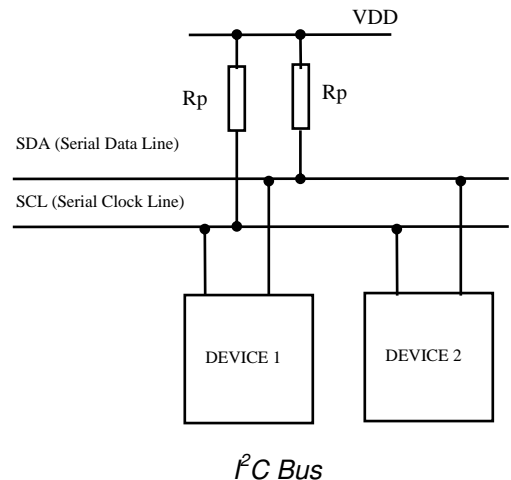 VDD
Rp
Rp
SDA (Serial Data Line)
SCL (Serial Clock Line)
DEVICE 1
DEVICE 2
I²C Bus